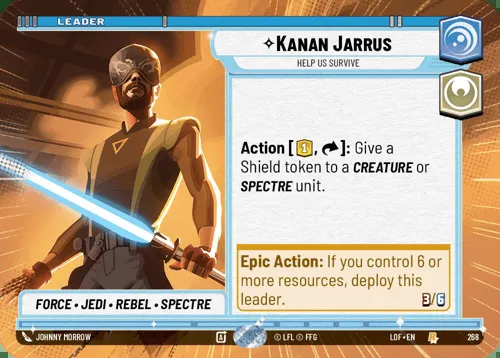 LEADER
✧KANAN JARRUS
HELP US SURVIVE
Action [1, ]: Give a
Shield token to a CREATURE or
SPECTRE unit.
Epic Action: If you control 6 or
more resources, deploy this
leader.
3/6
FORCE • JEDI • REBEL • SPECTRE
JOHNNY MORROW
A
© LFL © FFG
LOF • EN
268